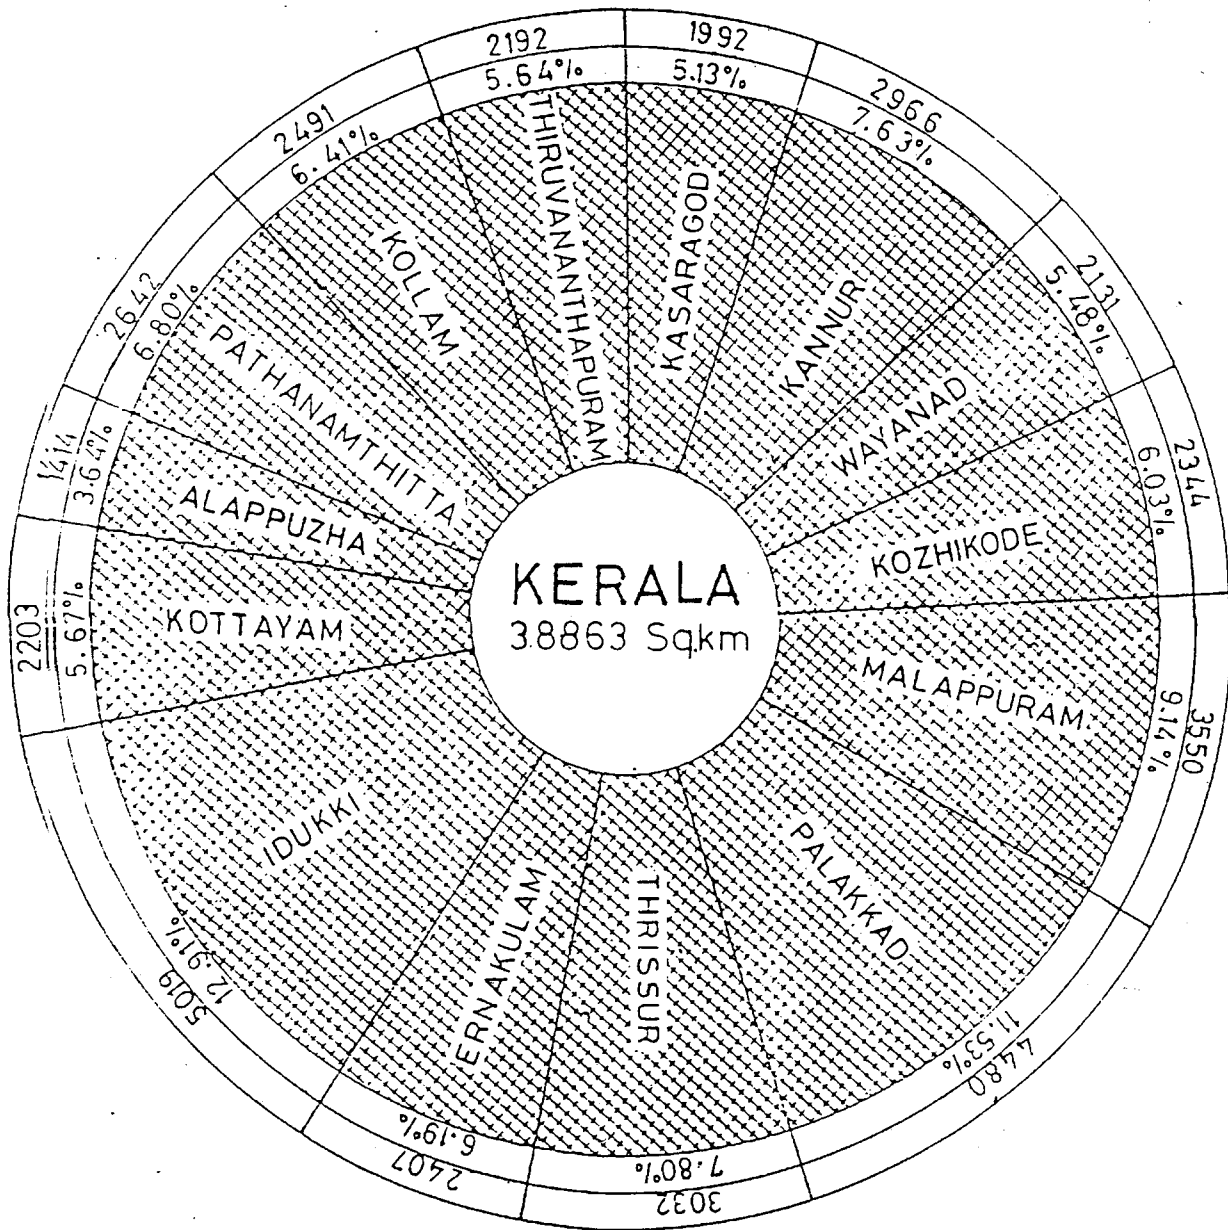 KERALA
38863 Sq.km
1992
5.13%
KASARAGOD
2966
7.63%
KANNUR
2131
5.48%
WAYANAD
2344
6.03%
KOZHIKODE
3550
9.14%
MALAPPURAM
4480
11.53%
PALAKKAD
3032
7.80%
THRISSUR
2407
6.19%
ERNAKULAM
5019
12.91%
IDUKKI
2203
5.67%
KOTTAYAM
1414
3.64%
ALAPPUZHA
2642
6.80%
PATHANAMTHITTA
2491
6.41%
KOLLAM
2192
5.64%
THIRUVANANTHAPURAM